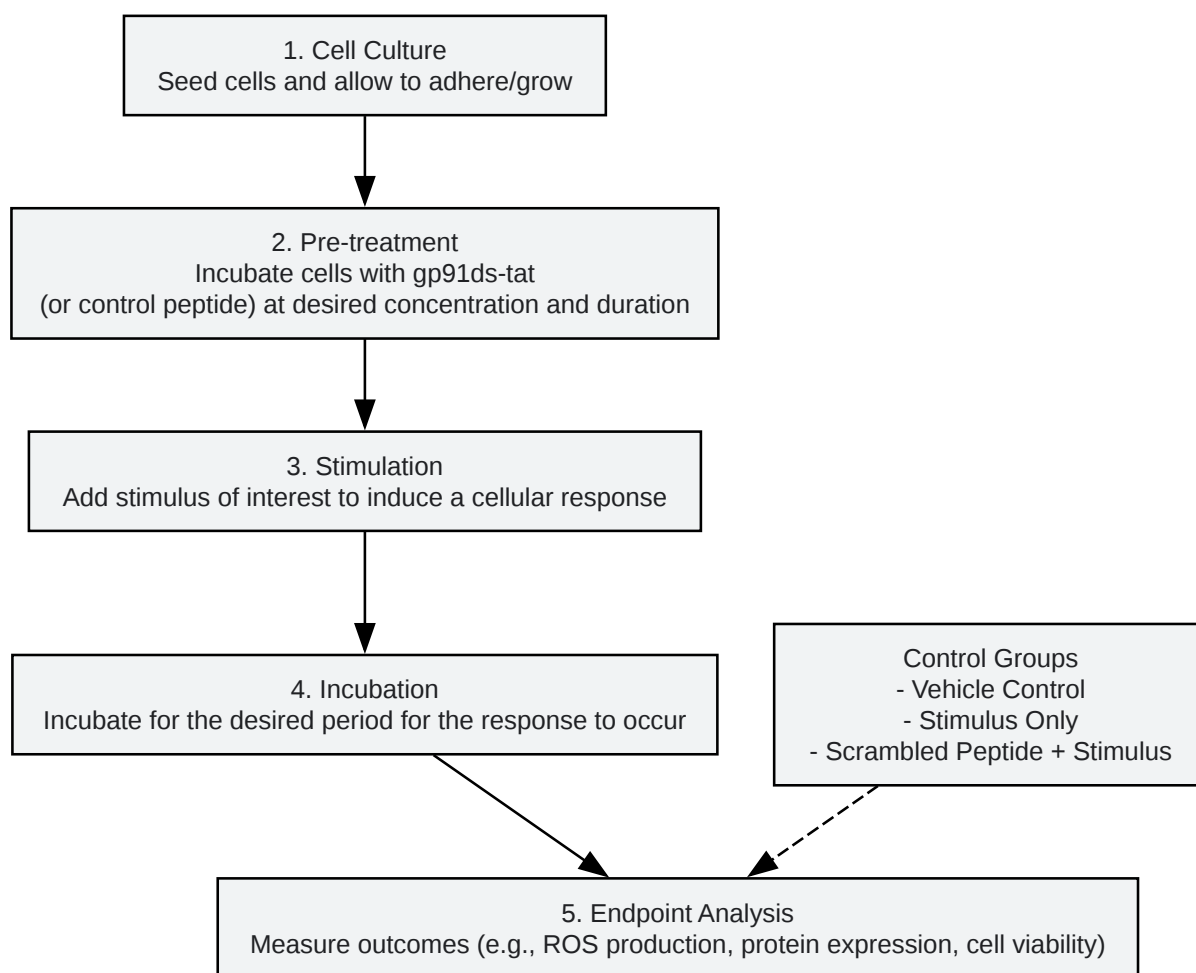 1. Cell Culture
Seed cells and allow to adhere/grow
2. Pre-treatment
Incubate cells with gp91ds-tat
(or control peptide) at desired concentration and duration
3. Stimulation
Add stimulus of interest to induce a cellular response
4. Incubation
Incubate for the desired period for the response to occur
Control Groups
- Vehicle Control
- Stimulus Only
- Scrambled Peptide + Stimulus
5. Endpoint Analysis
Measure outcomes (e.g., ROS production, protein expression, cell viability)